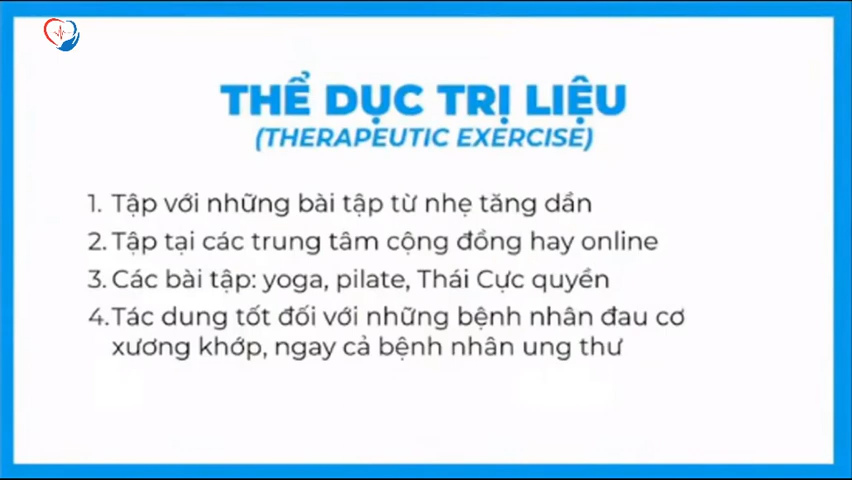 THỂ DỤC TRỊ LIỆU
(THERAPEUTIC EXERCISE)
1. Tập với những bài tập từ nhẹ tăng dần
2. Tập tại các trung tâm cộng đồng hay online
3. Các bài tập: yoga, pilate, Thái Cực quyền
4. Tác dung tốt đối với những bệnh nhân đau cơ
xương khớp, ngay cả bệnh nhân ung thư